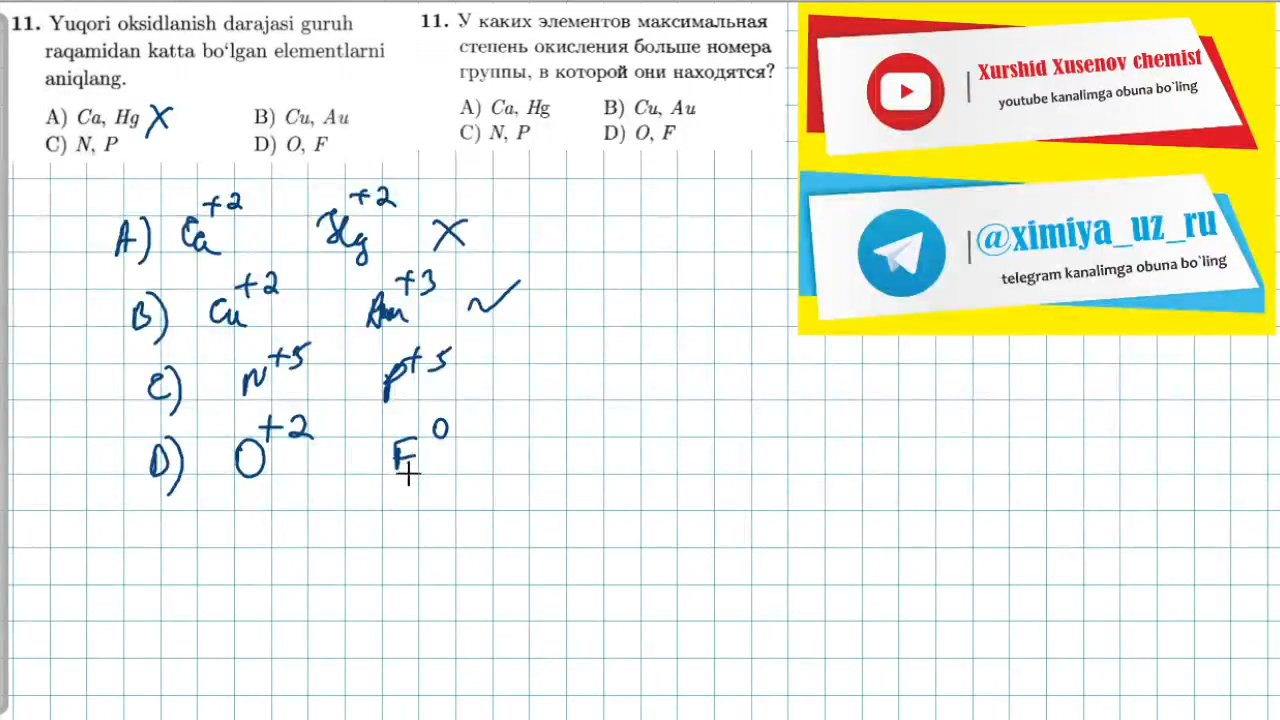 11. Yuqori oksidlanish darajasi guruh
raqamidan katta bo‘lgan elementlarni
aniqlang.
A) Ca, Hg X
B) Cu, Au
C) N, P
D) O, F
11. У каких элементов максимальная
степень окисления больше номера
группы, в которой они находятся?
A) Ca, Hg
B) Cu, Au
C) N, P
D) O, F
Xurshid Xusenov chemist
youtube kanalimga obuna bo`ling
@ximiya_uz_ru
telegram kanalimga obuna bo`ling
A) Ca+2 Hg+2 X
B) Cu+2 Au+3 ✓
C) N+5 P+5
D) O+2 F0